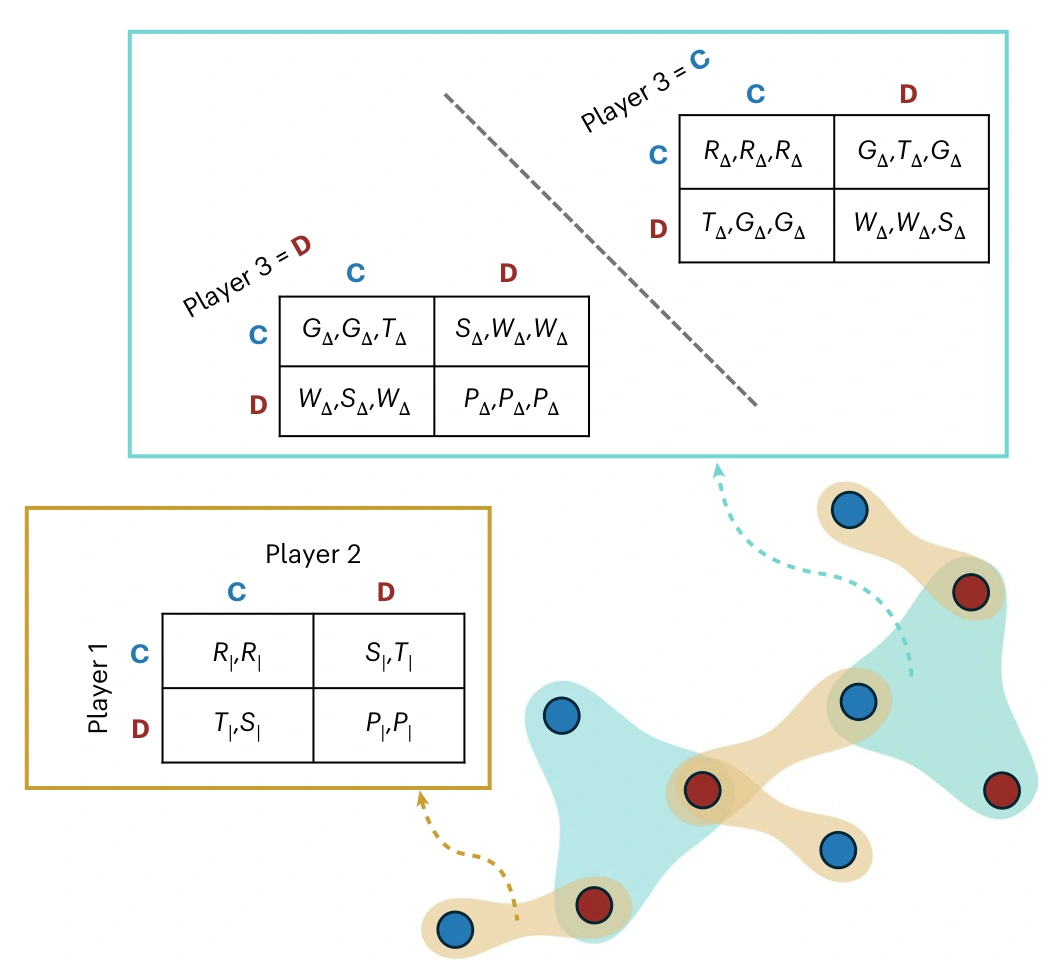 Player 3 = C
C D
C R_Δ,R_Δ,R_Δ G_Δ,T_Δ,G_Δ
D T_Δ,G_Δ,G_Δ W_Δ,W_Δ,S_Δ
Player 3 = D
C D
C G_Δ,G_Δ,T_Δ S_Δ,W_Δ,W_Δ
D W_Δ,S_Δ,W_Δ P_Δ,P_Δ,P_Δ
Player 2
C D
Player 1
C R_|,R_| S_|,T_|
D T_|,S_| P_|,P_|